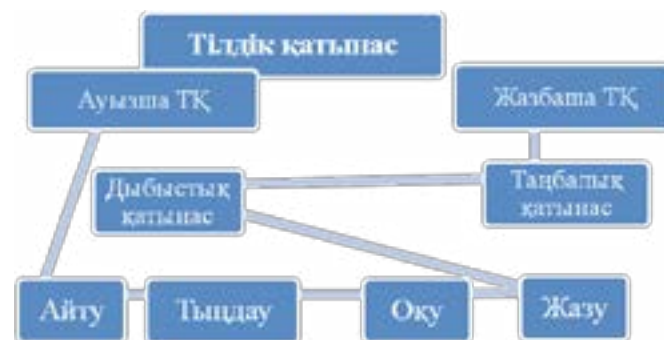 Тілдік қатынас
Ауызша ТҚ
Жазбаша ТҚ
Дыбыстық
қатынас
Таңбалық
қатынас
Айту
Тыңдау
Оқу
Жазу